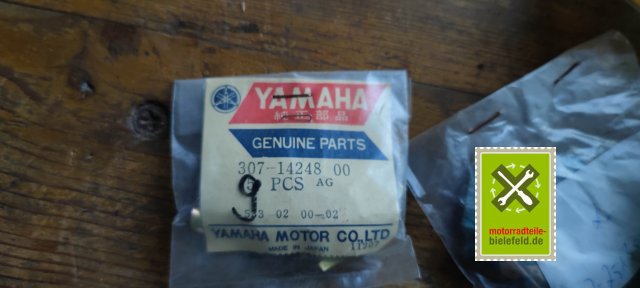 YAMAHA
純正部品
GENUINE PARTS
307-14248 00
9 PCS AG
02 00-02
YAMAHA MOTOR CO.,LTD
MADE IN JAPAN
motorradteile-
bielefeld.de